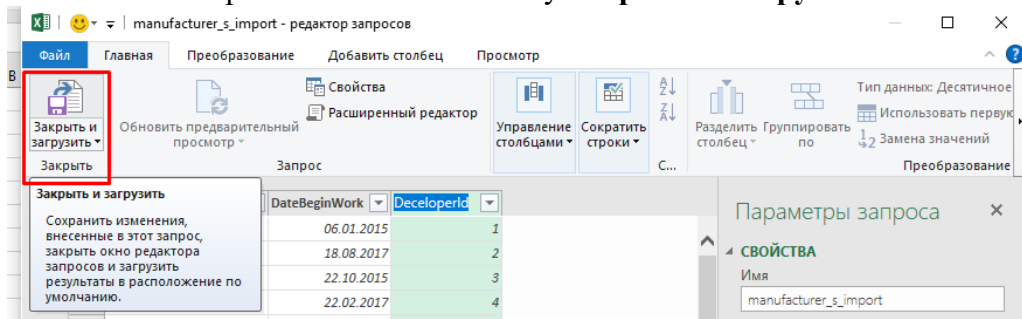 manufacturer_s_import - редактор запросов
Файл Главная Преобразование Добавить столбец Просмотр
В
Закрыть и
загрузить
Закрыть
Обновить предварительный
просмотр
Свойства
Расширенный редактор
Запрос
Управление
столбцами
Сократить
строки
С...
Разделить
столбец
Группировать
по
Тип данных: Десятичное
Использовать первую
Замена значений
Преобразование
Закрыть и загрузить
Сохранить изменения,
внесенные в этот запрос,
закрыть окно редактора
запросов и загрузить
результаты в расположение по
умолчанию.
DateBeginWork DeceloperId
06.01.2015 1
18.08.2017 2
22.10.2015 3
22.02.2017 4
Параметры запроса
СВОЙСТВА
Имя
manufacturer_s_import